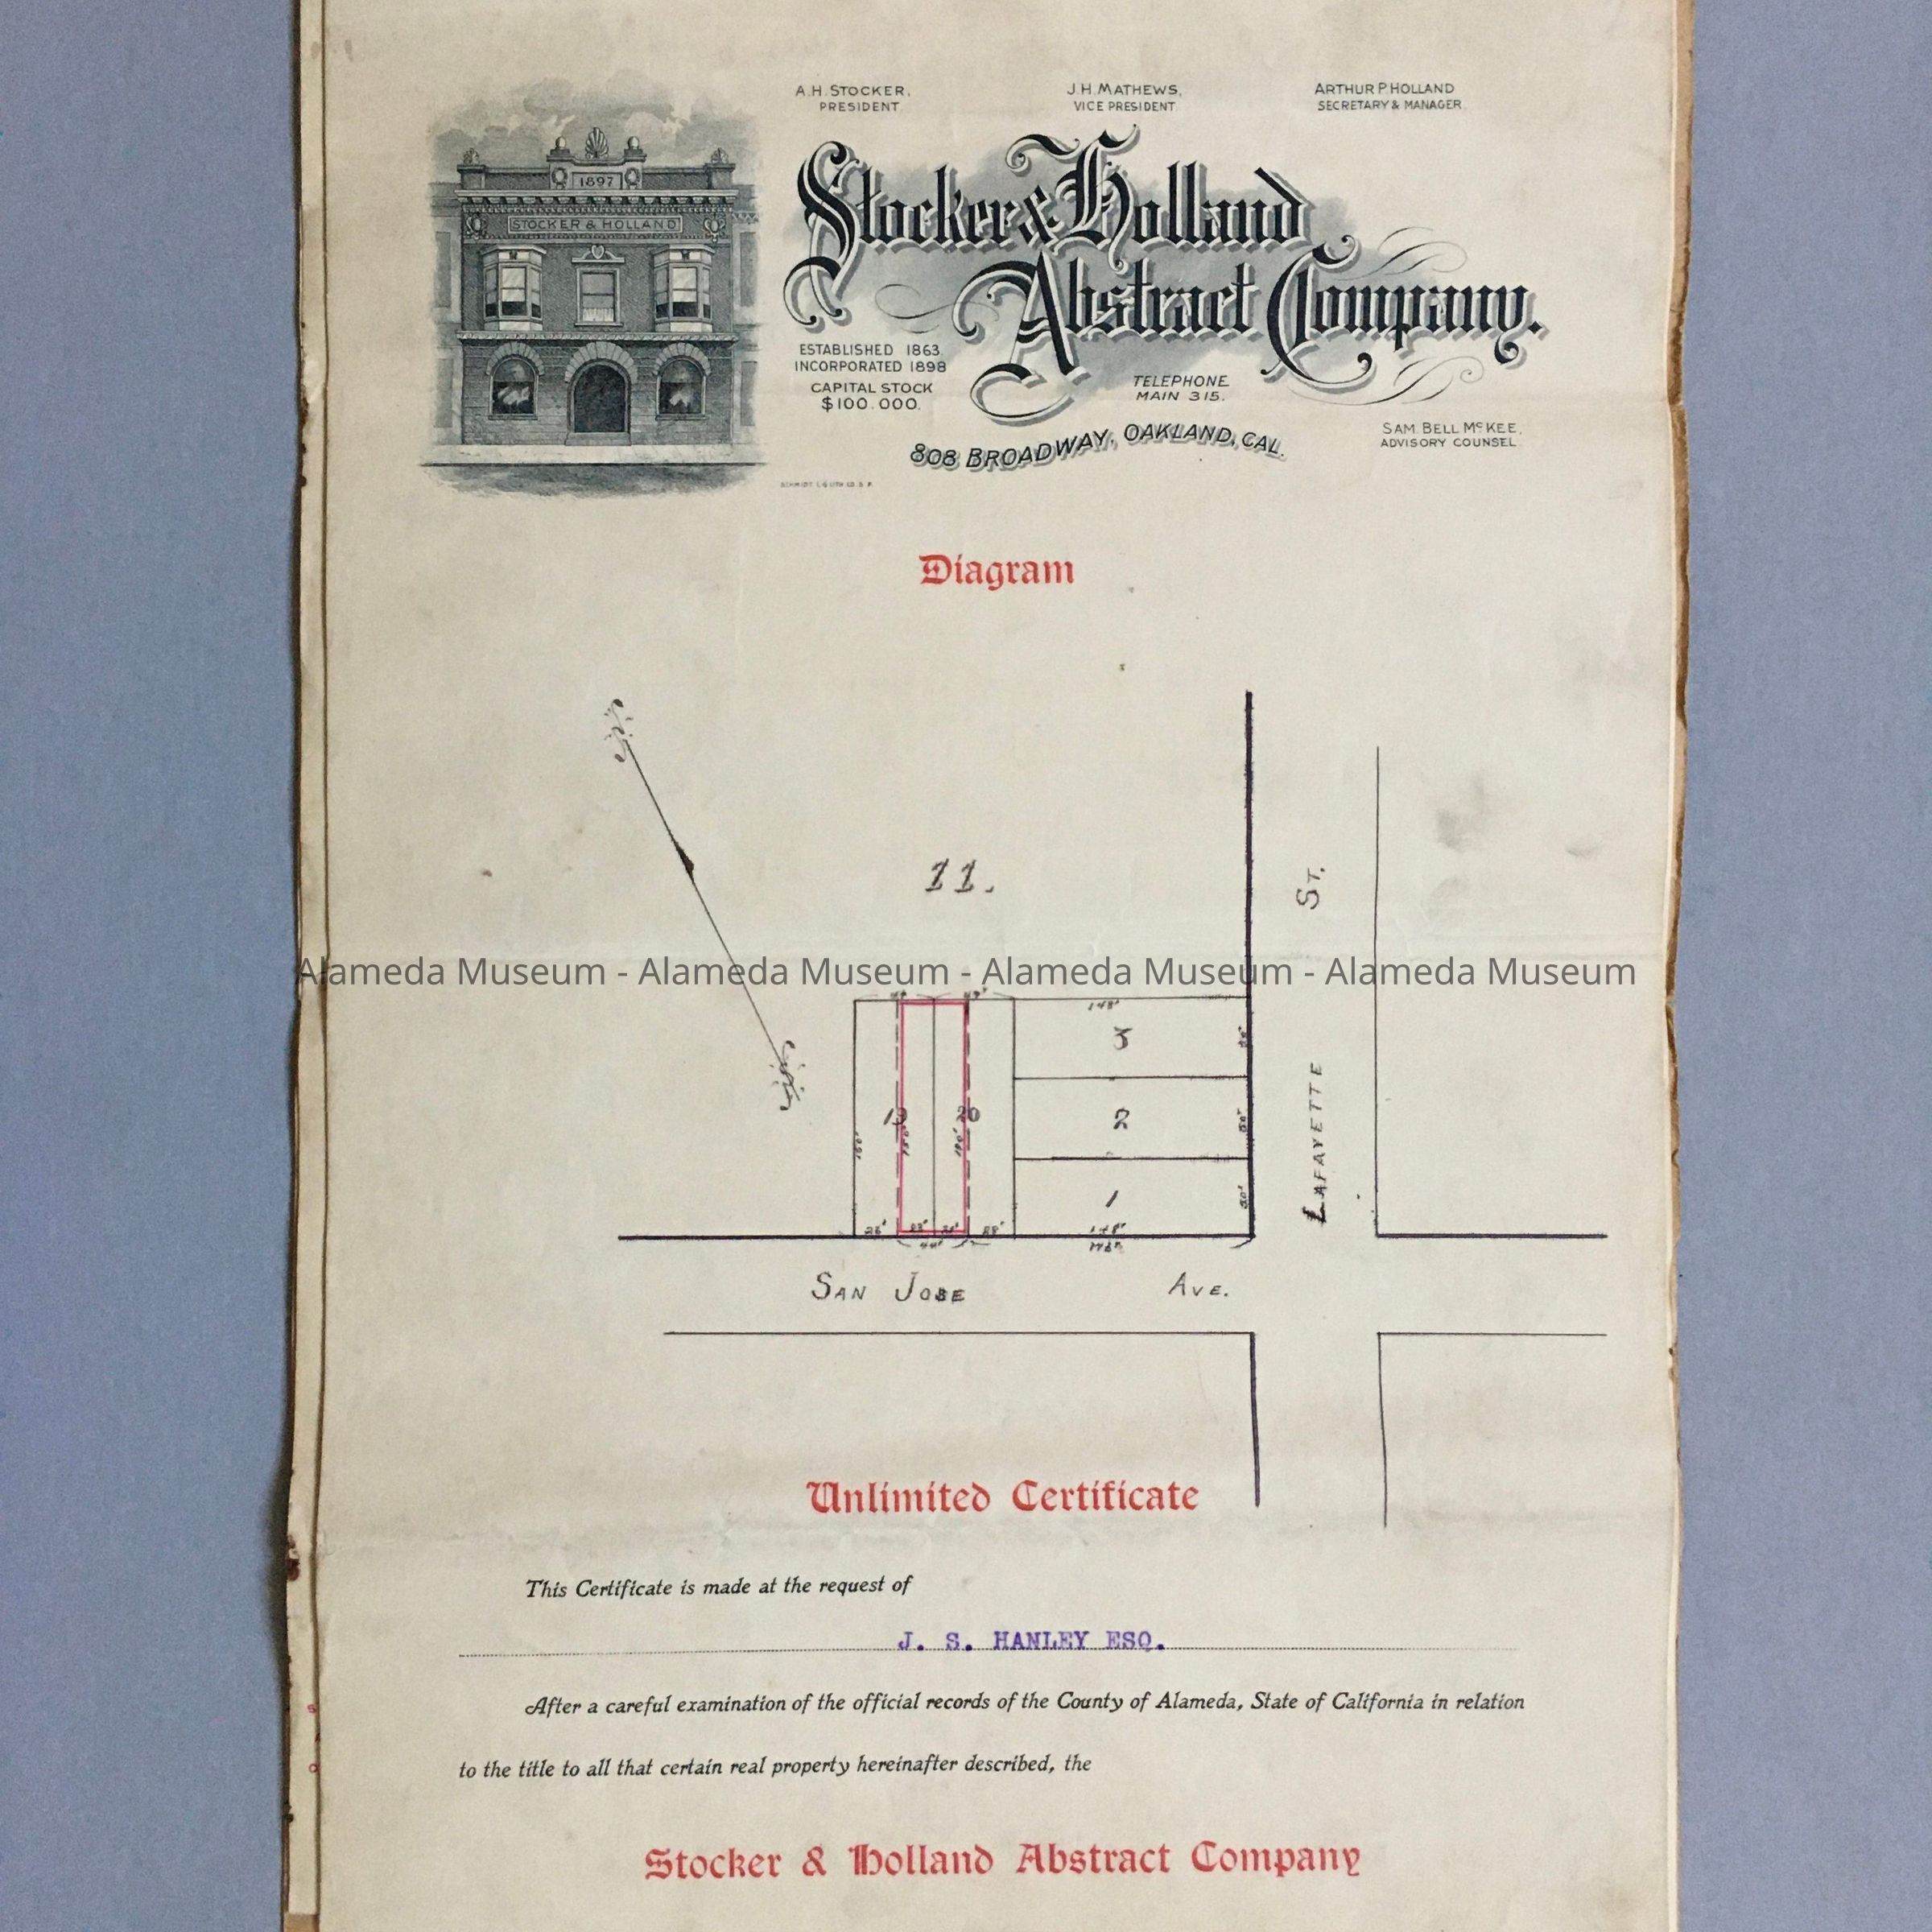 A.H. STOCKER,
PRESIDENT
J.H. MATHEWS,
VICE PRESIDENT
ARTHUR P. HOLLAND
SECRETARY & MANAGER.
1897
STOCKER & HOLLAND
Stocker & Holland
Abstract Company.
ESTABLISHED 1863
INCORPORATED 1898
CAPITAL STOCK
$100.000.
TELEPHONE
MAIN 315.
808 BROADWAY, OAKLAND, CAL.
SAM. BELL McKEE,
ADVISORY COUNSEL.
Diagram
11.
ST.
LAFAYETTE
Alameda Museum - Alameda Museum - Alameda Museum - Alameda Museum
148'
3
19
20
2
1
50'
148'
SAN JOSE AVE.
Unlimited Certificate
This Certificate is made at the request of
J. S. HANLEY ESQ.
After a careful examination of the official records of the County of Alameda, State of California in relation
to the title to all that certain real property hereinafter described, the
Stocker & Holland Abstract Company